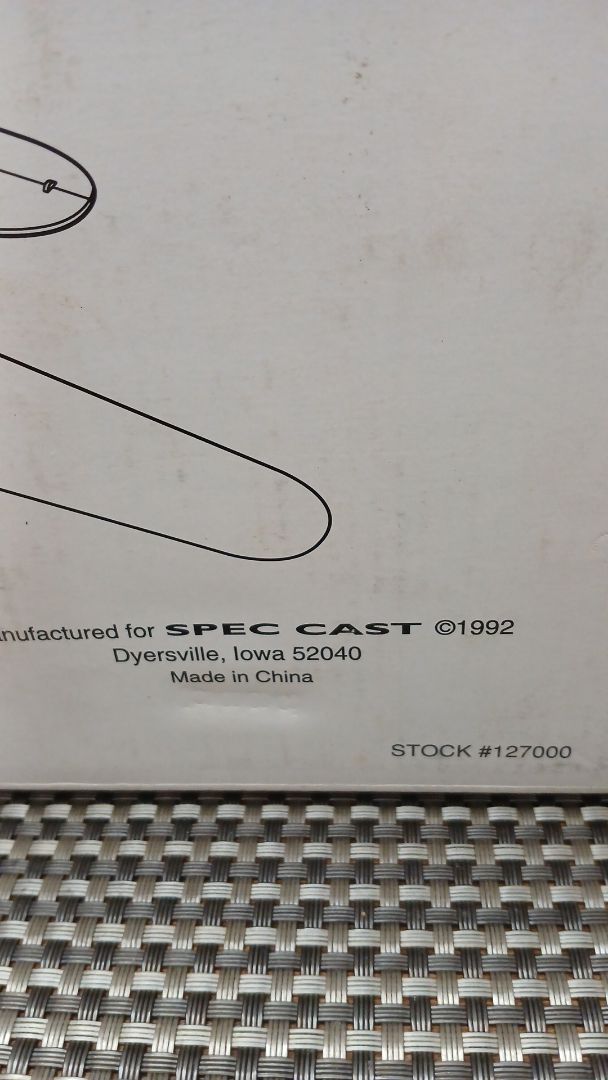 nufactured for SPEC CAST ©1992
Dyersville, Iowa 52040
Made in China
STOCK #127000